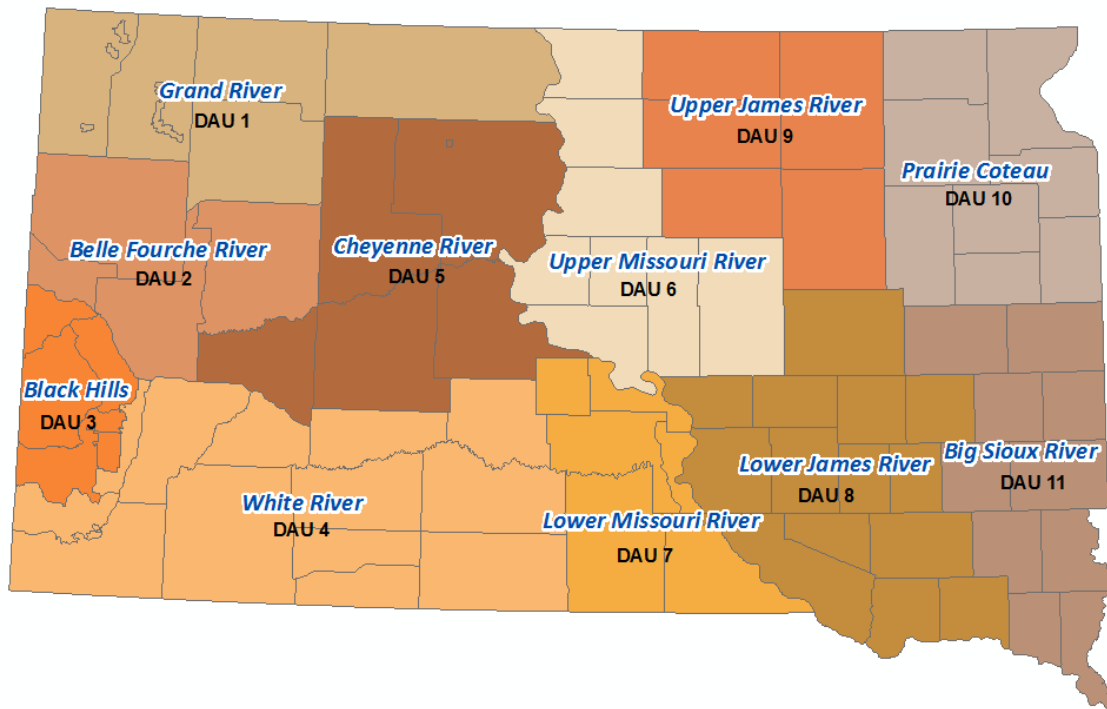 Grand River
DAU 1
Upper James River
DAU 9
Prairie Coteau
DAU 10
Belle Fourche River
DAU 2
Cheyenne River
DAU 5
Upper Missouri River
DAU 6
Black Hills
DAU 3
White River
DAU 4
Lower Missouri River
DAU 7
Lower James River
DAU 8
Big Sioux River
DAU 11